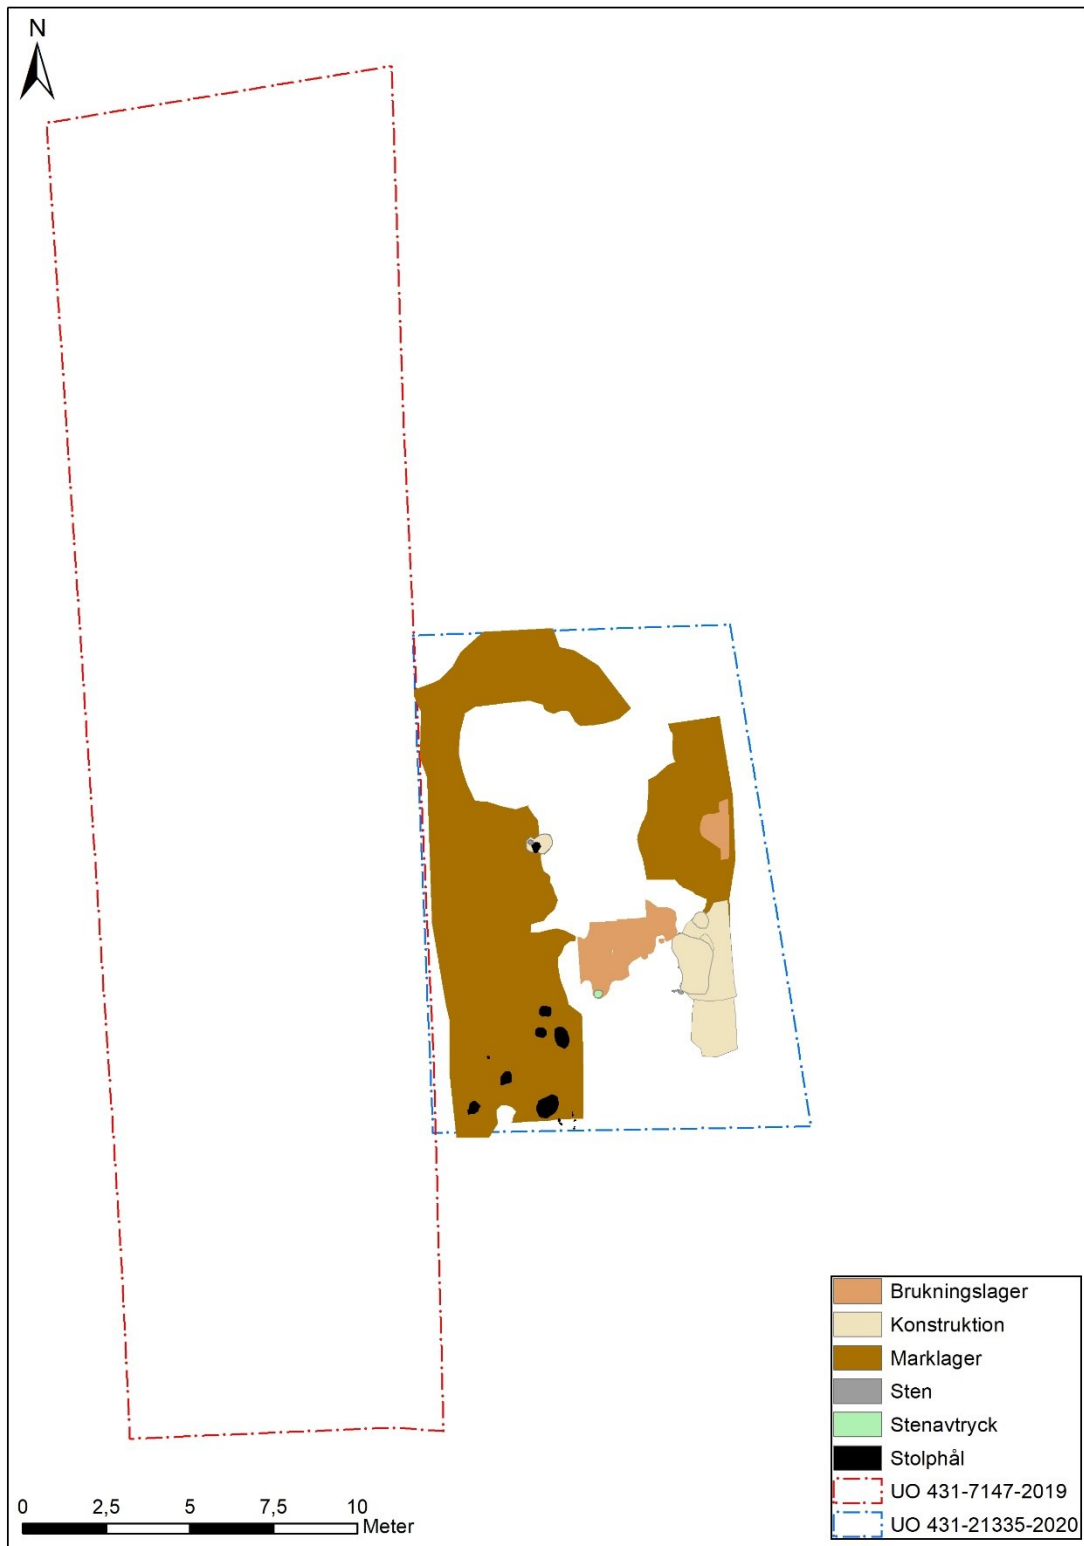 N
Brukningslager
Konstruktion
Marklager
Sten
Stenavtryck
Stolphål
UO 431-7147-2019
UO 431-21335-2020
0 2,5 5 7,5 10
Meter